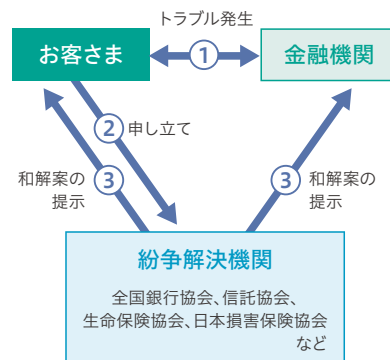 トラブル発生
お客さま
①
金融機関
②
申し立て
和解案の
提示
③
③
和解案の
提示
紛争解決機関
全国銀行協会、信託協会、
生命保険協会、日本損害保険協会
など